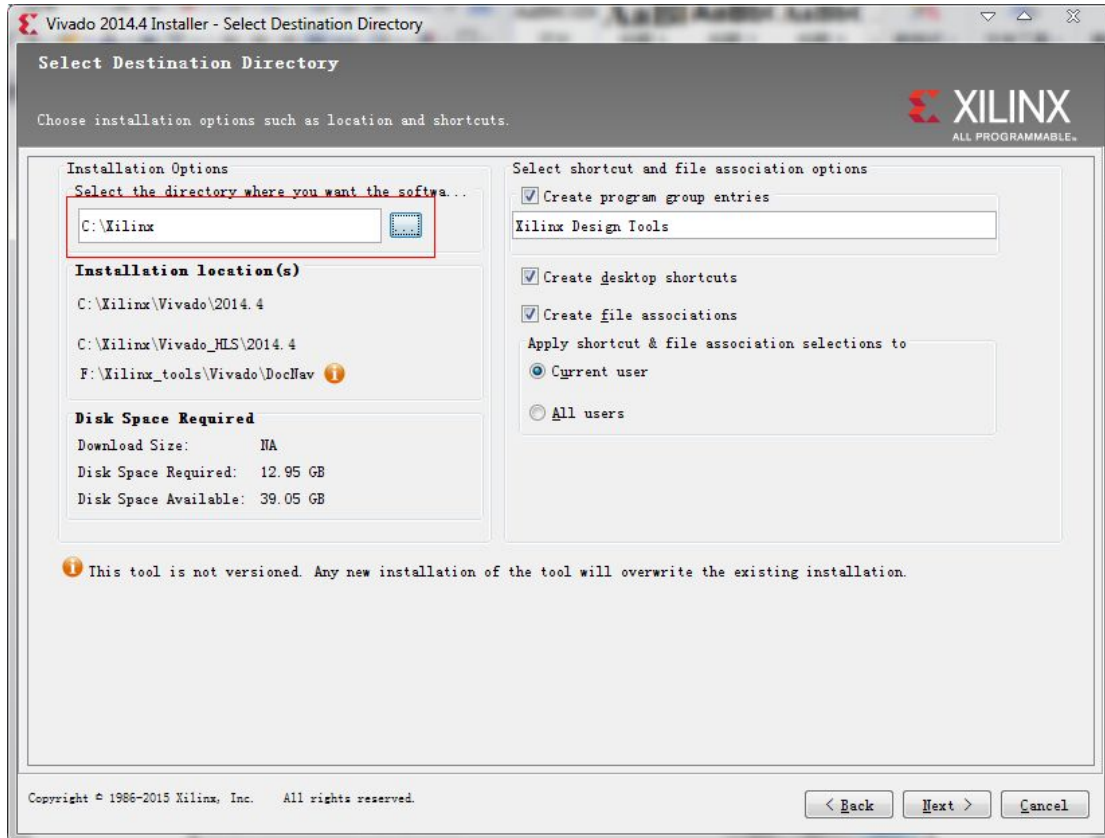 Vivado 2014.4 Installer - Select Destination Directory
Select Destination Directory
Choose installation options such as location and shortcuts.
XILINX
ALL PROGRAMMABLE.
Installation Options
Select the directory where you want the softwa...
C:\Xilinx
...
Installation location(s)
C:\Xilinx\Vivado\2014.4
C:\Xilinx\Vivado_HLS\2014.4
F:\Xilinx_tools\Vivado\DocNav
Disk Space Required
Download Size: NA
Disk Space Required: 12.95 GB
Disk Space Available: 39.05 GB
Select shortcut and file association options
Create program group entries
Xilinx Design Tools
Create desktop shortcuts
Create file associations
Apply shortcut & file association selections to
Current user
All users
This tool is not versioned. Any new installation of the tool will overwrite the existing installation.
Copyright © 1986-2015 Xilinx, Inc. All rights reserved.
< Back Next > Cancel